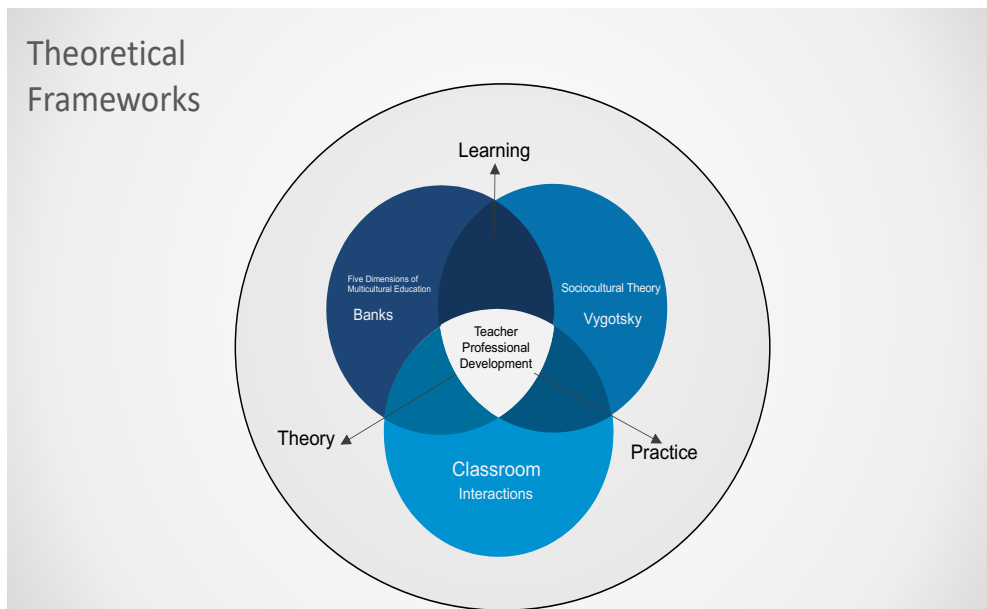 Theoretical
Frameworks
Learning
Five Dimensions of
Multicultural Education
Banks
Sociocultural Theory
Vygotsky
Teacher
Professional
Development
Theory
Practice
Classroom
Interactions